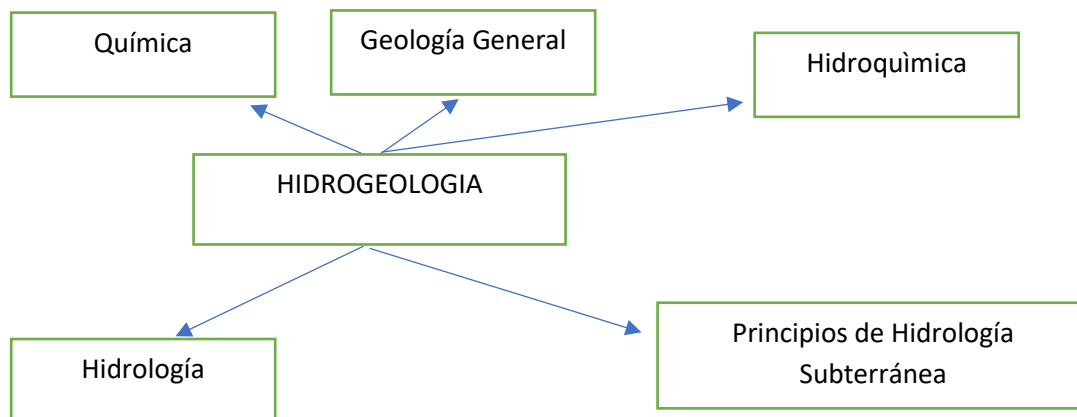 Química
Geología General
Hidroquìmica
HIDROGEOLOGIA
Hidrología
Principios de Hidrología
Subterránea